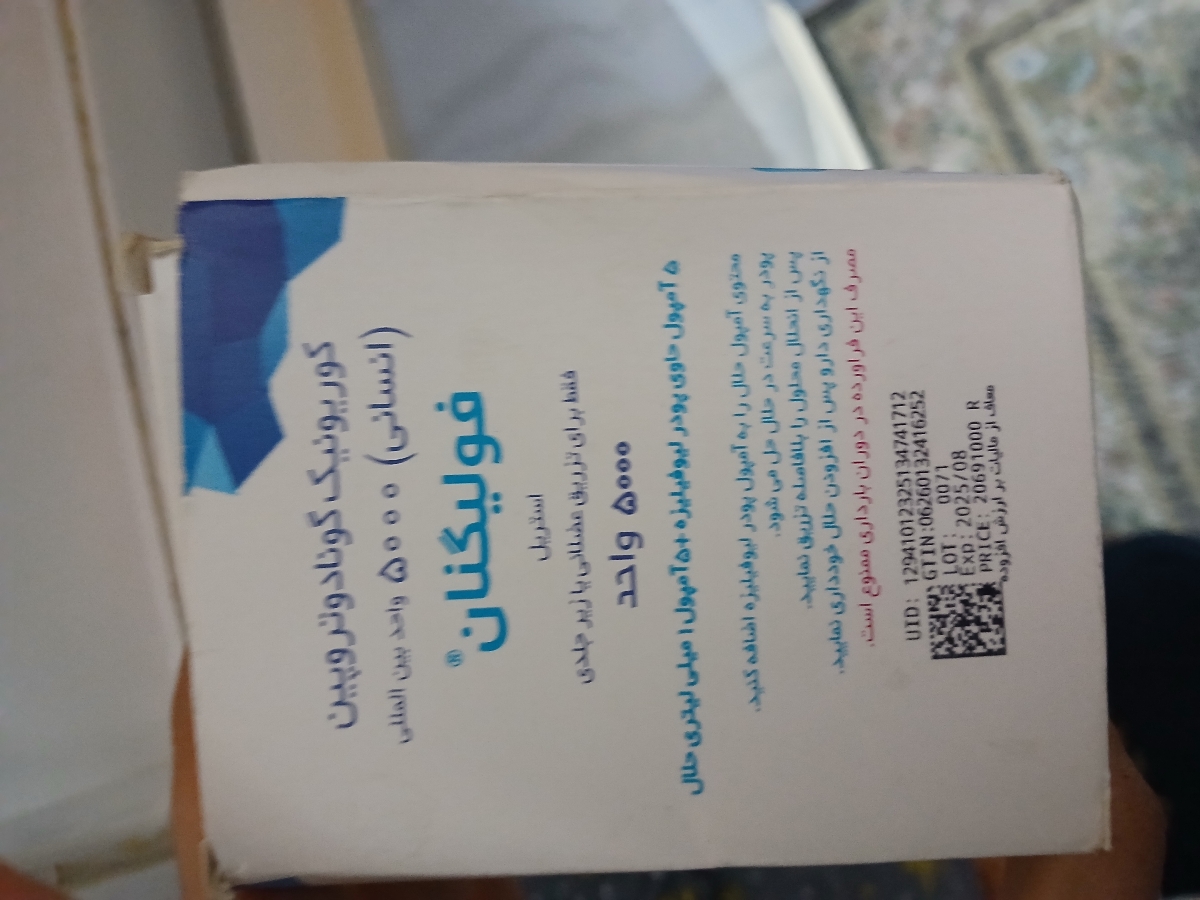 کوریونیک گونادوتروپین
(انسانی) ۵۰۰۰ واحد بین المللی
فولیگنان®
استریل
فقط برای تزریق عضلانی یا زیر جلدی
۵۰۰۰ واحد
۵ آمپول حاوی پودر لیوفیلیزه +۵ آمپول ۱ میلی لیتری حلال
محتوی آمپول حلال را به آمپول پودر لیوفیلیزه اضافه کنید.
پودر به سرعت در حلال حل می شود.
پس از انحلال محلول را بلافاصله تزریق نمایید.
از نگهداری دارو پس از افزودن حلال خودداری نمایید.
مصرف این فراورده در دوران بارداری ممنوع است.
UID: 12941012325134741712
GTIN:06260132416252
LOT: 0071
EXP: 2025/08
PRICE: 20691000 R
معاف از مالیات بر ارزش افزوده